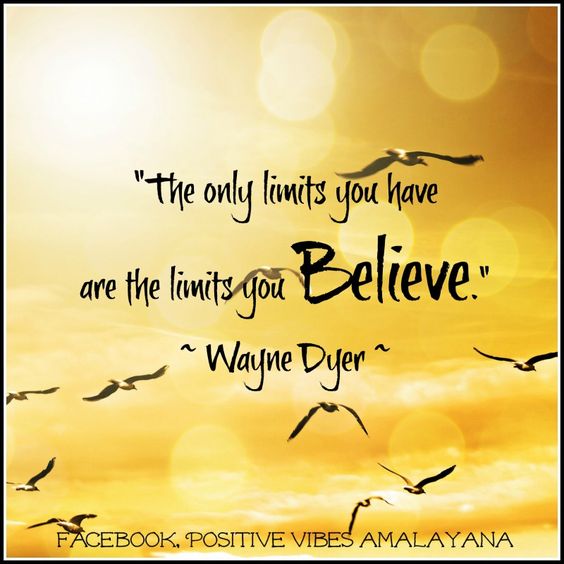 "The only limits you have
are the limits you Believe."
~ Wayne Dyer ~
FACEBOOK, POSITIVE VIBES AMALAYANA